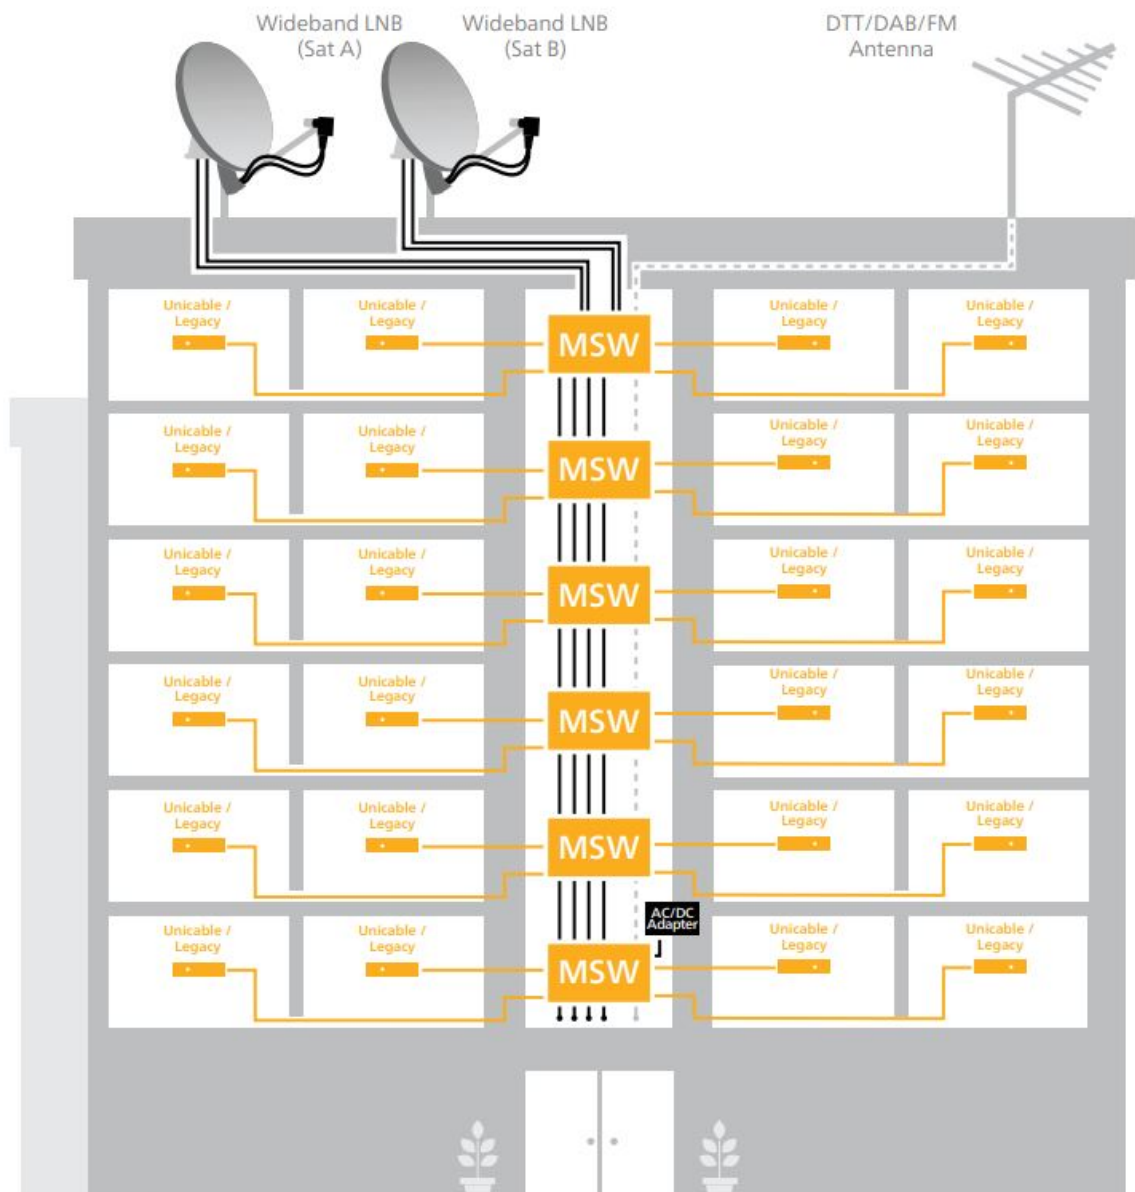 Wideband LNB
(Sat A)
Wideband LNB
(Sat B)
DTT/DAB/FM
Antenna
Unicable /
Legacy
Unicable /
Legacy
MSW
Unicable /
Legacy
Unicable /
Legacy
Unicable /
Legacy
Unicable /
Legacy
MSW
Unicable /
Legacy
Unicable /
Legacy
Unicable /
Legacy
Unicable /
Legacy
MSW
Unicable /
Legacy
Unicable /
Legacy
Unicable /
Legacy
Unicable /
Legacy
MSW
Unicable /
Legacy
Unicable /
Legacy
Unicable /
Legacy
Unicable /
Legacy
MSW
Unicable /
Legacy
Unicable /
Legacy
AC/DC
Adapter
Unicable /
Legacy
Unicable /
Legacy
MSW
Unicable /
Legacy
Unicable /
Legacy